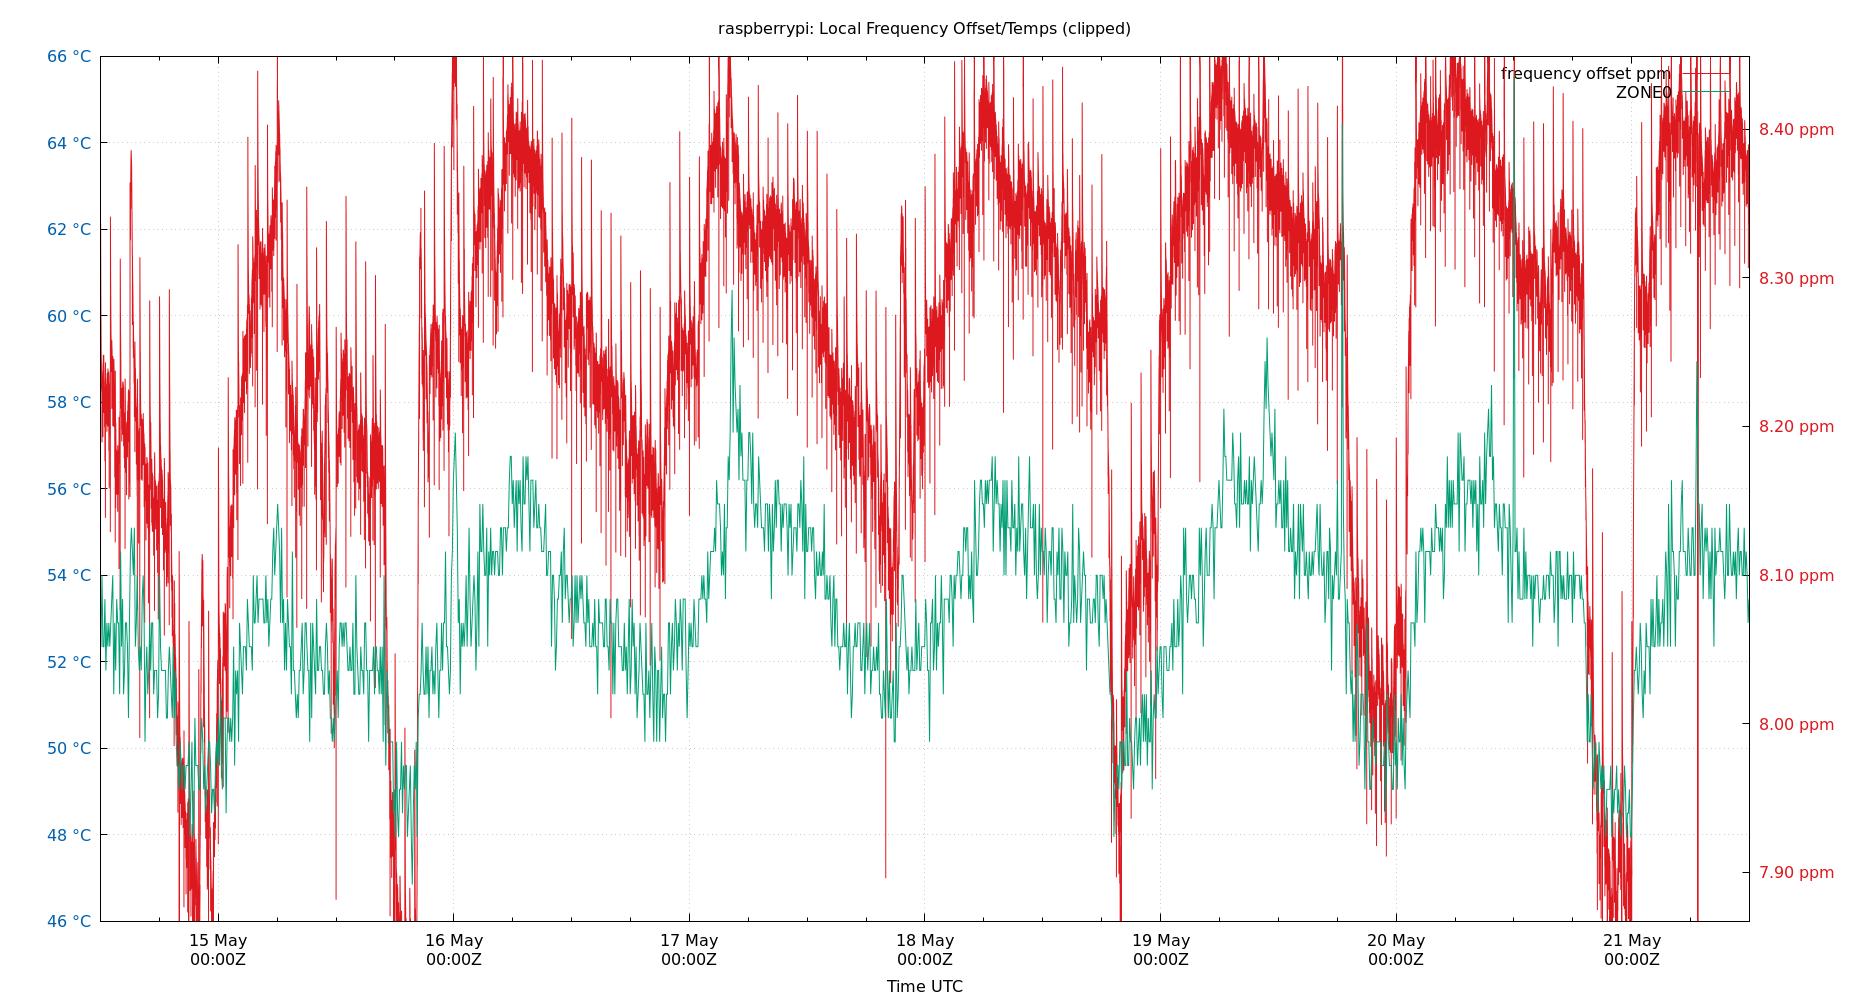 raspberrypi: Local Frequency Offset/Temps (clipped)
66 °C
64 °C
62 °C
60 °C
58 °C
56 °C
54 °C
52 °C
50 °C
48 °C
46 °C
frequency offset ppm
ZONE0
8.40 ppm
8.30 ppm
8.20 ppm
8.10 ppm
8.00 ppm
7.90 ppm
15 May 16 May 17 May 18 May 19 May 20 May 21 May
00:00Z 00:00Z 00:00Z 00:00Z 00:00Z 00:00Z 00:00Z
Time UTC